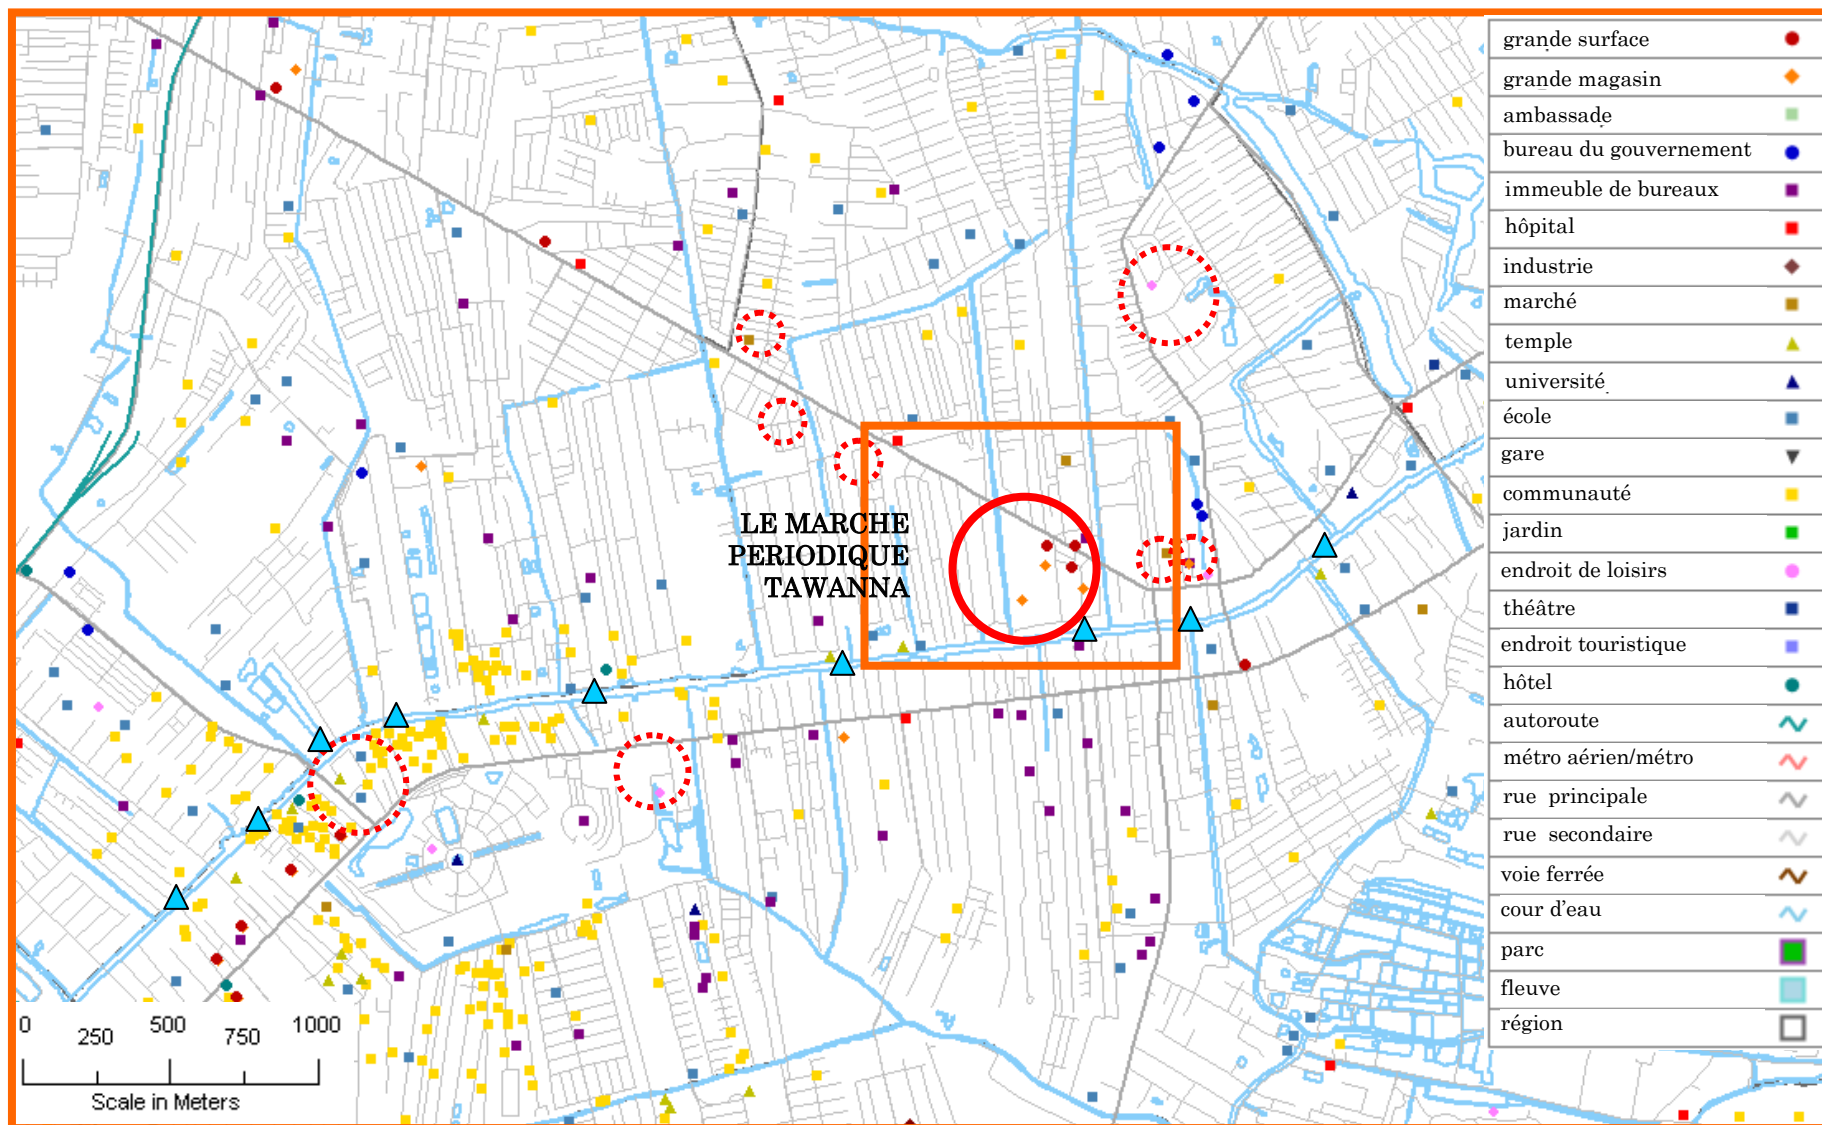 LE MARCHE
PERIODIQUE
TAWANNA
grande surface
grande magasin
ambassade
bureau du gouvernement
immeuble de bureaux
hôpital
industrie
marché
temple
université
école
gare
communauté
jardin
endroit de loisirs
théâtre
endroit touristique
hôtel
autoroute
métro aérien/métro
rue principale
rue secondaire
voie ferrée
cour d'eau
parc
fleuve
région
0 250 500 750 1000
Scale in Meters